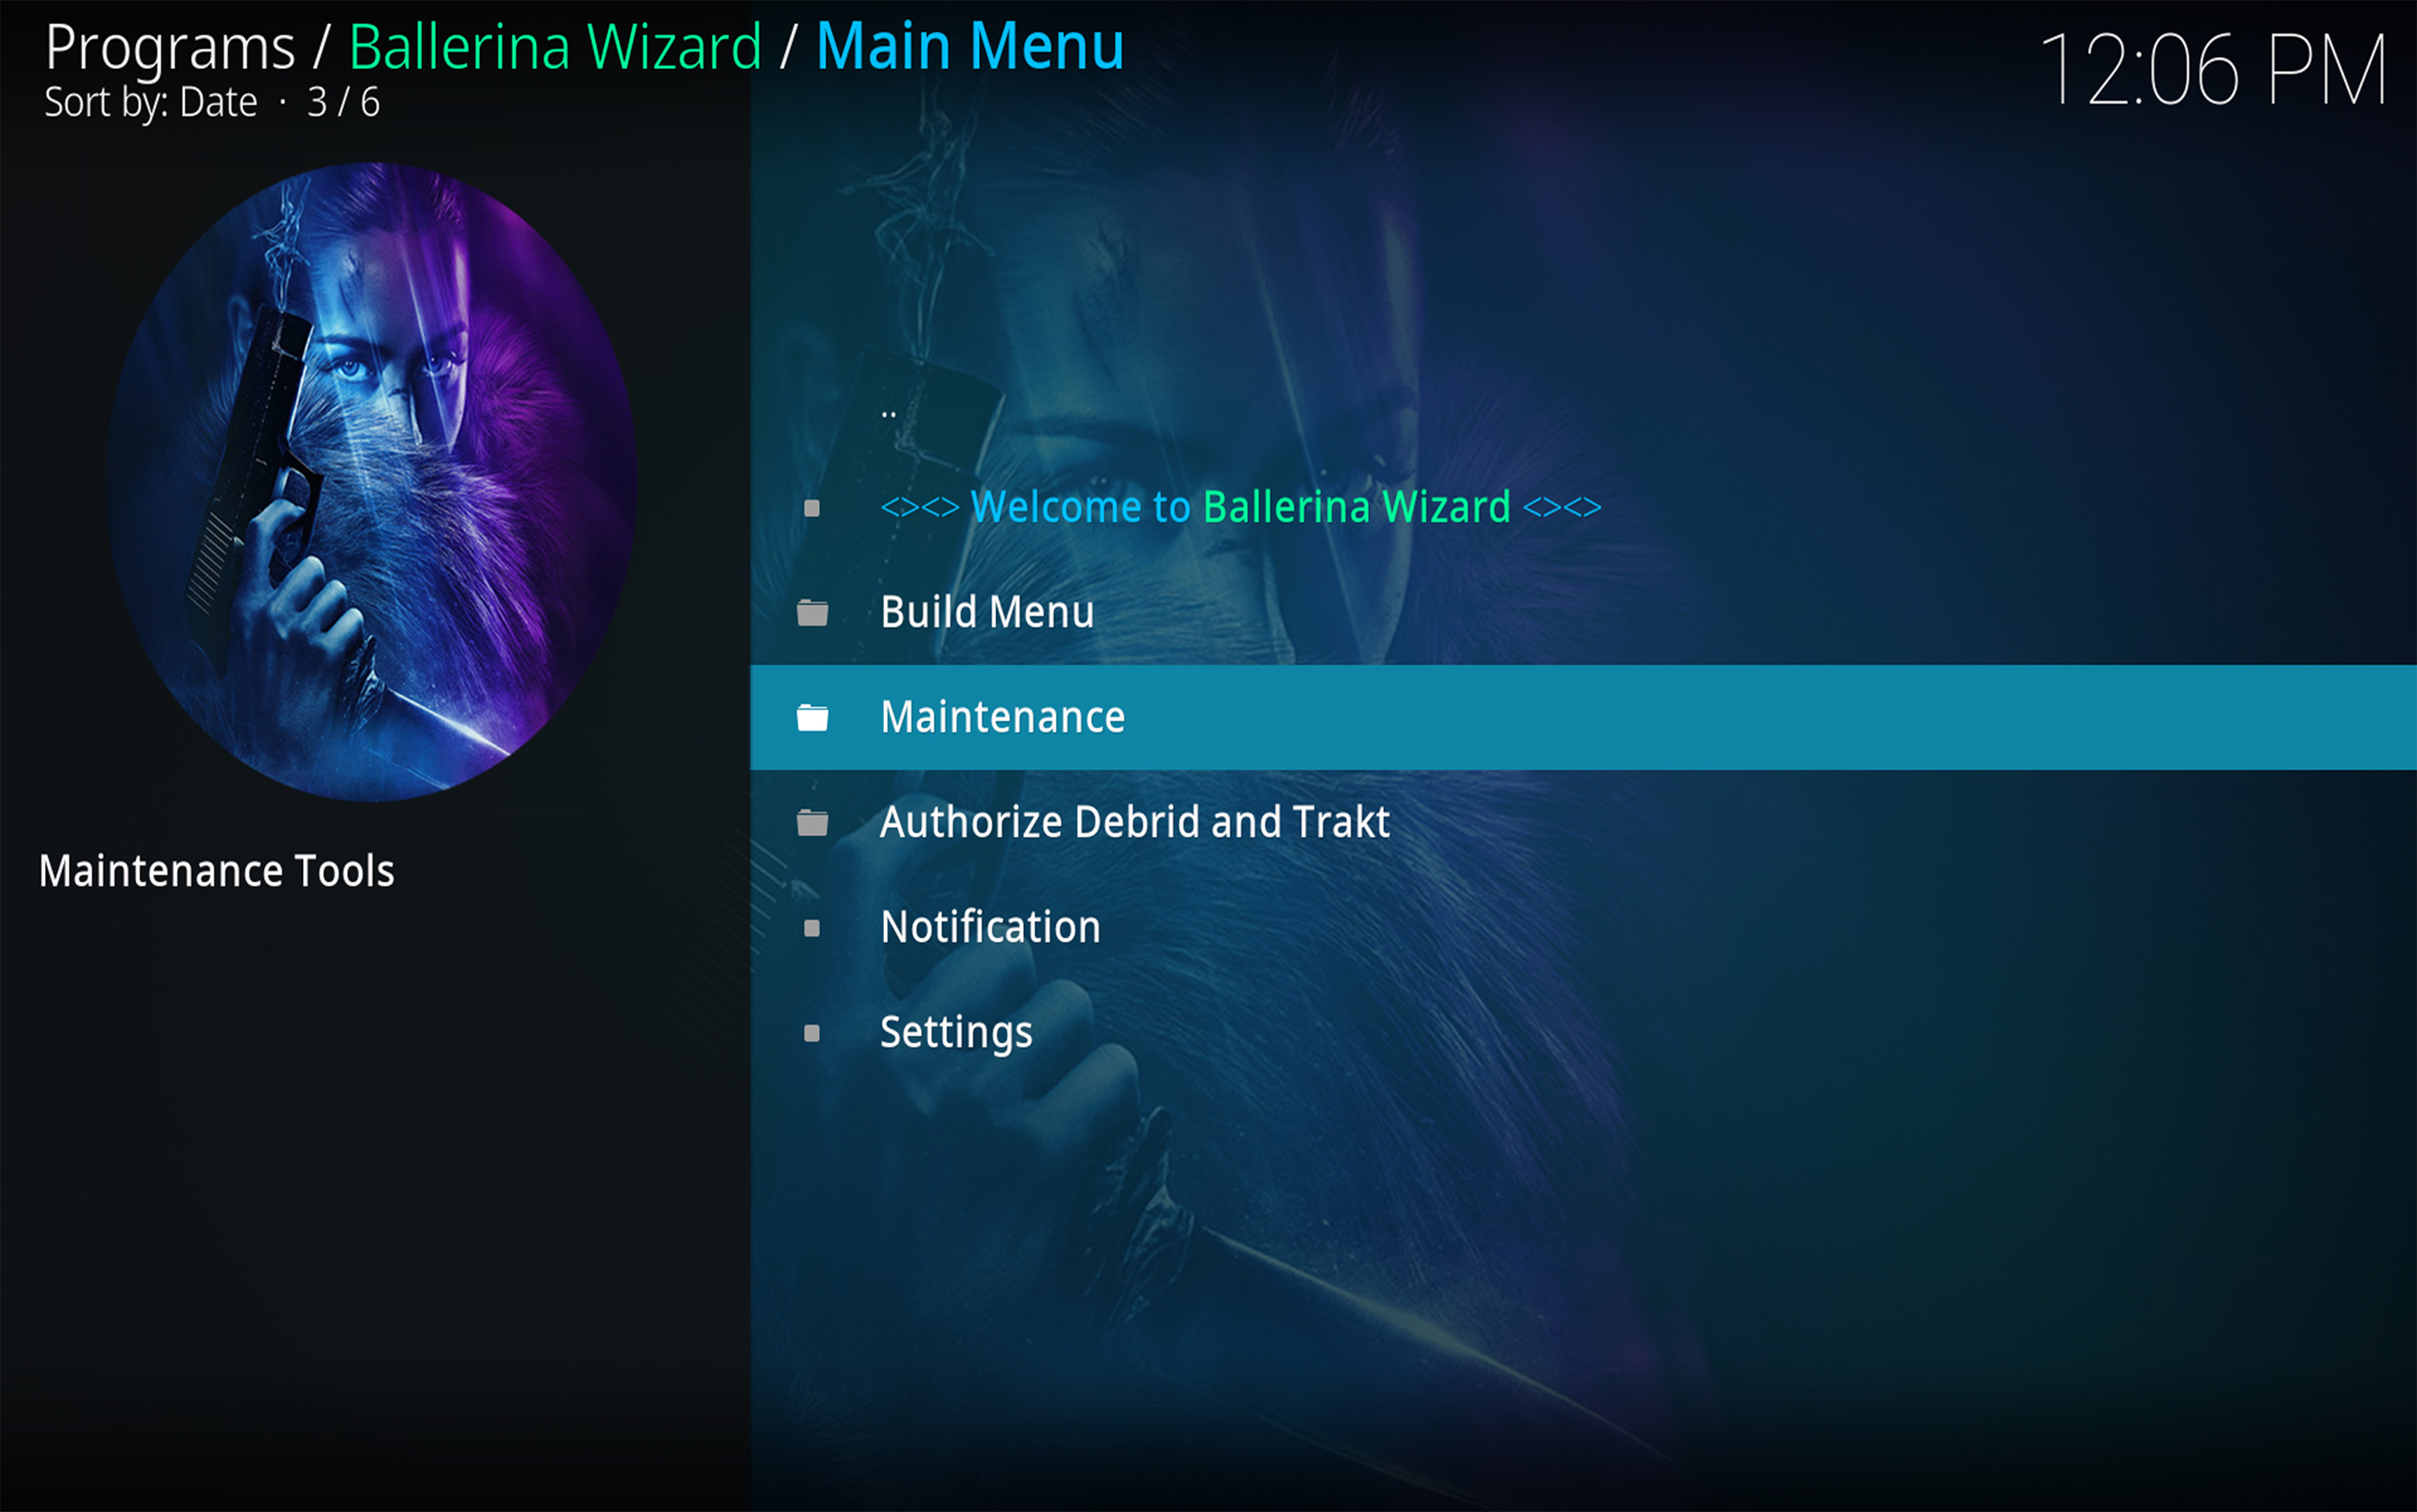 Programs / Ballerina Wizard / Main Menu
12:06 PM
Sort by: Date · 3 / 6
..
<><> Welcome to Ballerina Wizard <><>
Build Menu
Maintenance
Authorize Debrid and Trakt
Maintenance Tools
Notification
Settings